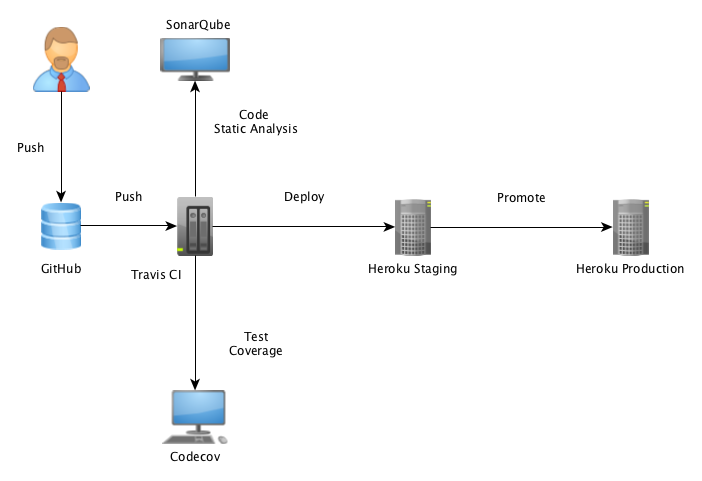 SonarQube
Code
Static Analysis
Push
Push
Deploy
Promote
GitHub
Travis CI
Heroku Staging
Heroku Production
Test
Coverage
Codecov